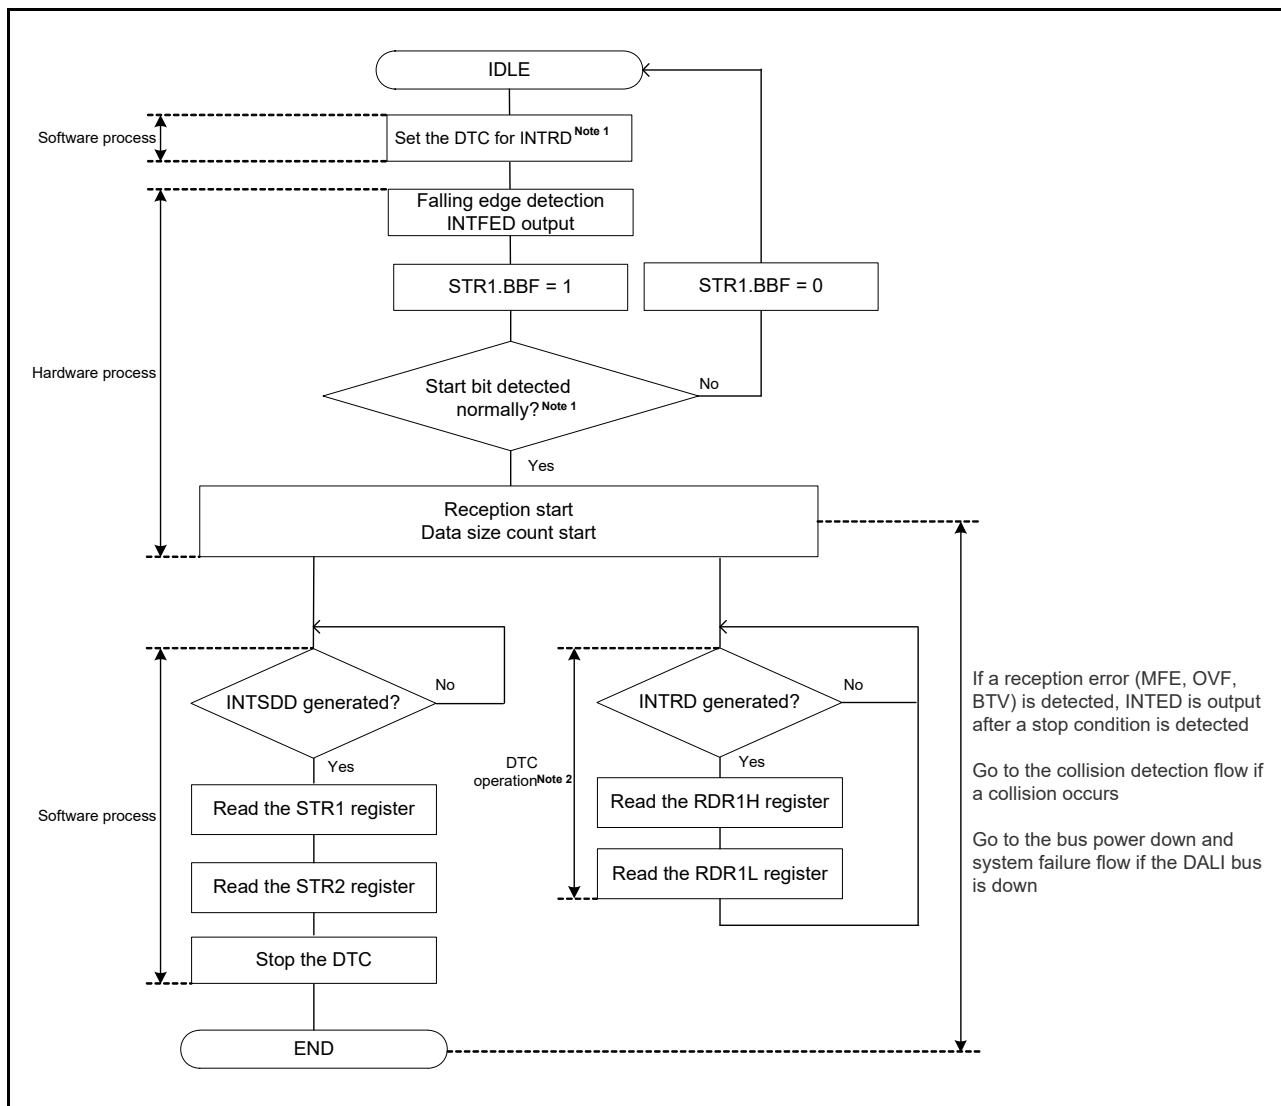 IDLE
Software process
Set the DTC for INTRD Note 1
Falling edge detection
INTFED output
STR1.BBF = 1
STR1.BBF = 0
Hardware process
Start bit detected
normally? Note 1
No
Yes
Reception start
Data size count start
INTSDD generated?
No
INTRD generated?
No
Yes
Yes
DTC
operation Note 2
Software process
Read the STR1 register
Read the RDR1H register
Read the STR2 register
Read the RDR1L register
Stop the DTC
END
If a reception error (MFE, OVF,
BTV) is detected, INTED is output
after a stop condition is detected
Go to the collision detection flow if
a collision occurs
Go to the bus power down and
system failure flow if the DALI bus
is down